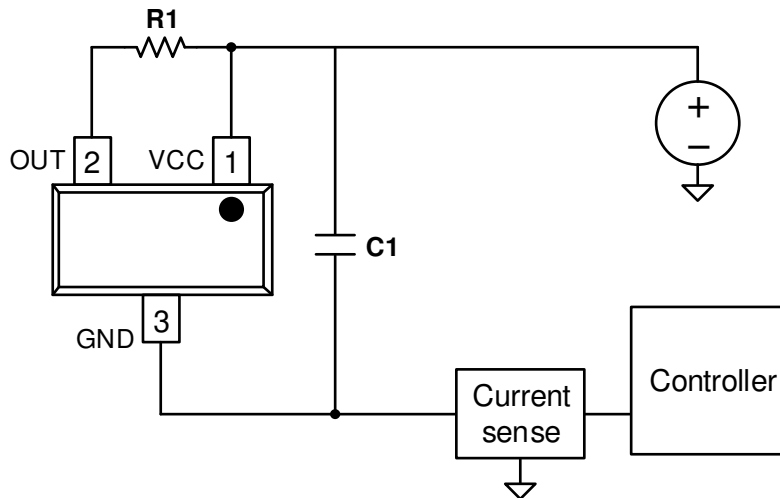 R1
+
−
OUT
2
VCC
1
C1
3
GND
Current
sense
Controller